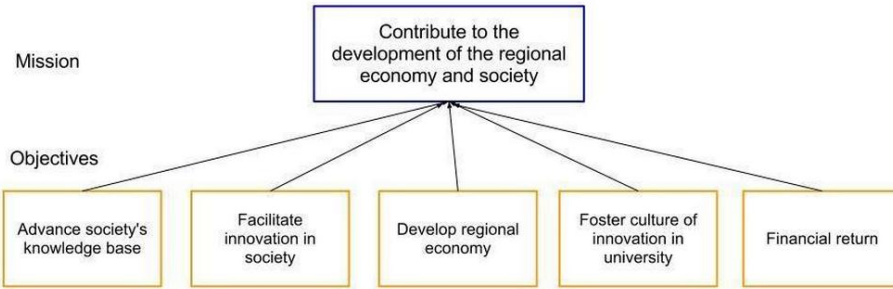 Mission
Contribute to the
development of the regional
economy and society
Objectives
Advance society's
knowledge base
Facilitate
innovation in
society
Develop regional
economy
Foster culture of
innovation in
university
Financial return